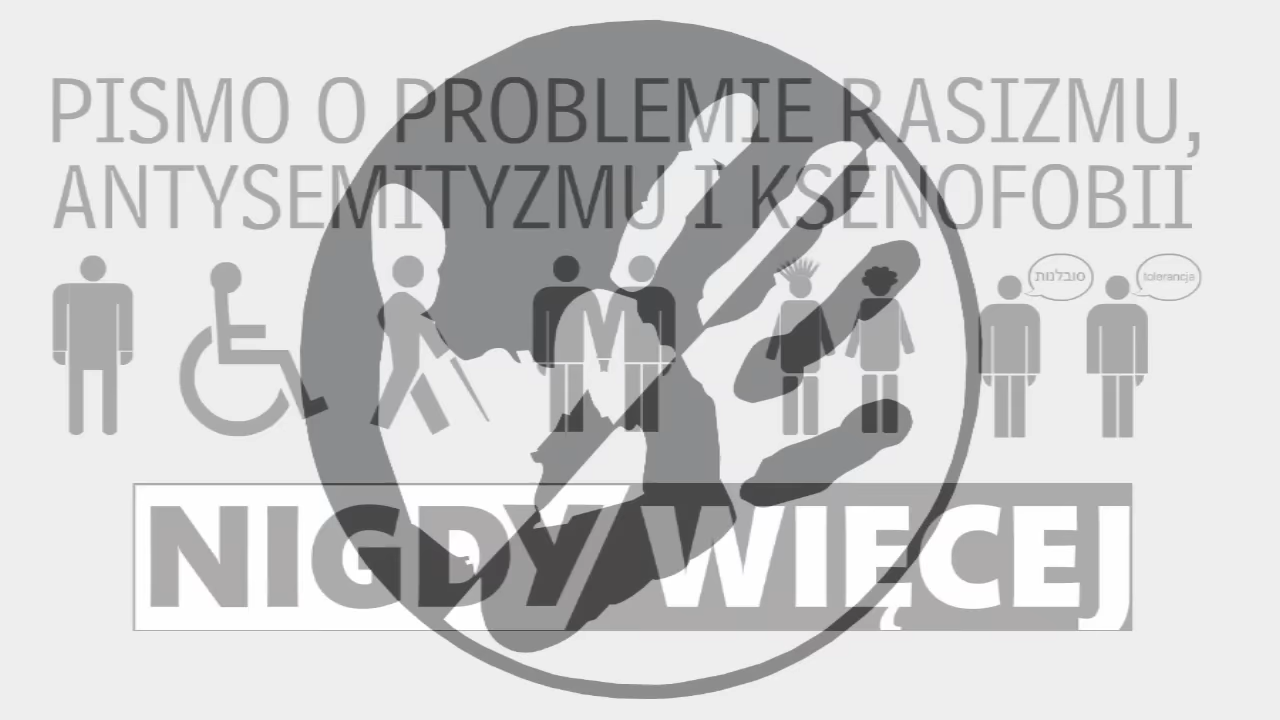 PISMO O PROBLEMIE RASIZMU,
ANTYSEMITYZMU I KSENOFOBII
סובלנות
tolerancja
NIGDY WIĘCEJ